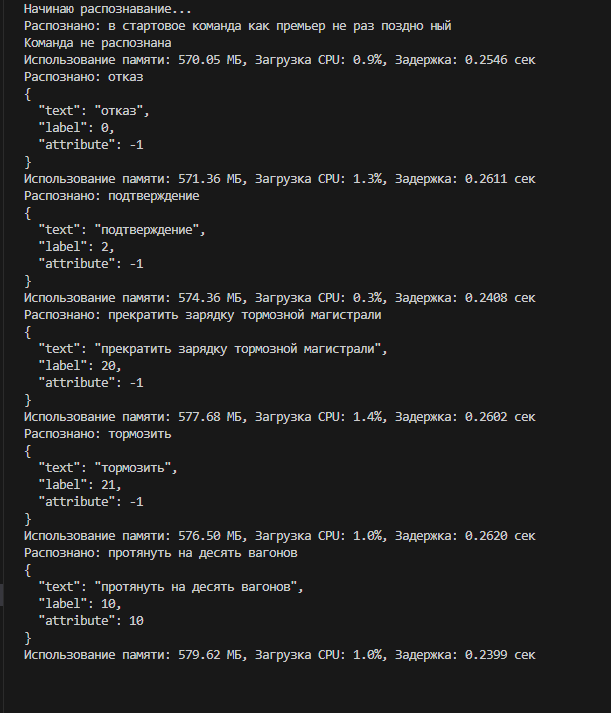 Начинаю распознавание...
Распознано: в стартовое команда как премьер не раз поздно ный
Команда не распознана
Использование памяти: 570.05 МБ, Загрузка CPU: 0.9%, Задержка: 0.2546 сек
Распознано: отказ
{
  "text": "отказ",
  "label": 0,
  "attribute": -1
}
Использование памяти: 571.36 МБ, Загрузка CPU: 1.3%, Задержка: 0.2611 сек
Распознано: подтверждение
{
  "text": "подтверждение",
  "label": 2,
  "attribute": -1
}
Использование памяти: 574.36 МБ, Загрузка CPU: 0.3%, Задержка: 0.2408 сек
Распознано: прекратить зарядку тормозной магистрали
{
  "text": "прекратить зарядку тормозной магистрали",
  "label": 20,
  "attribute": -1
}
Использование памяти: 577.68 МБ, Загрузка CPU: 1.4%, Задержка: 0.2602 сек
Распознано: тормозить
{
  "text": "тормозить",
  "label": 21,
  "attribute": -1
}
Использование памяти: 576.50 МБ, Загрузка CPU: 1.0%, Задержка: 0.2620 сек
Распознано: протянуть на десять вагонов
{
  "text": "протянуть на десять вагонов",
  "label": 10,
  "attribute": 10
}
Использование памяти: 579.62 МБ, Загрузка CPU: 1.0%, Задержка: 0.2399 сек